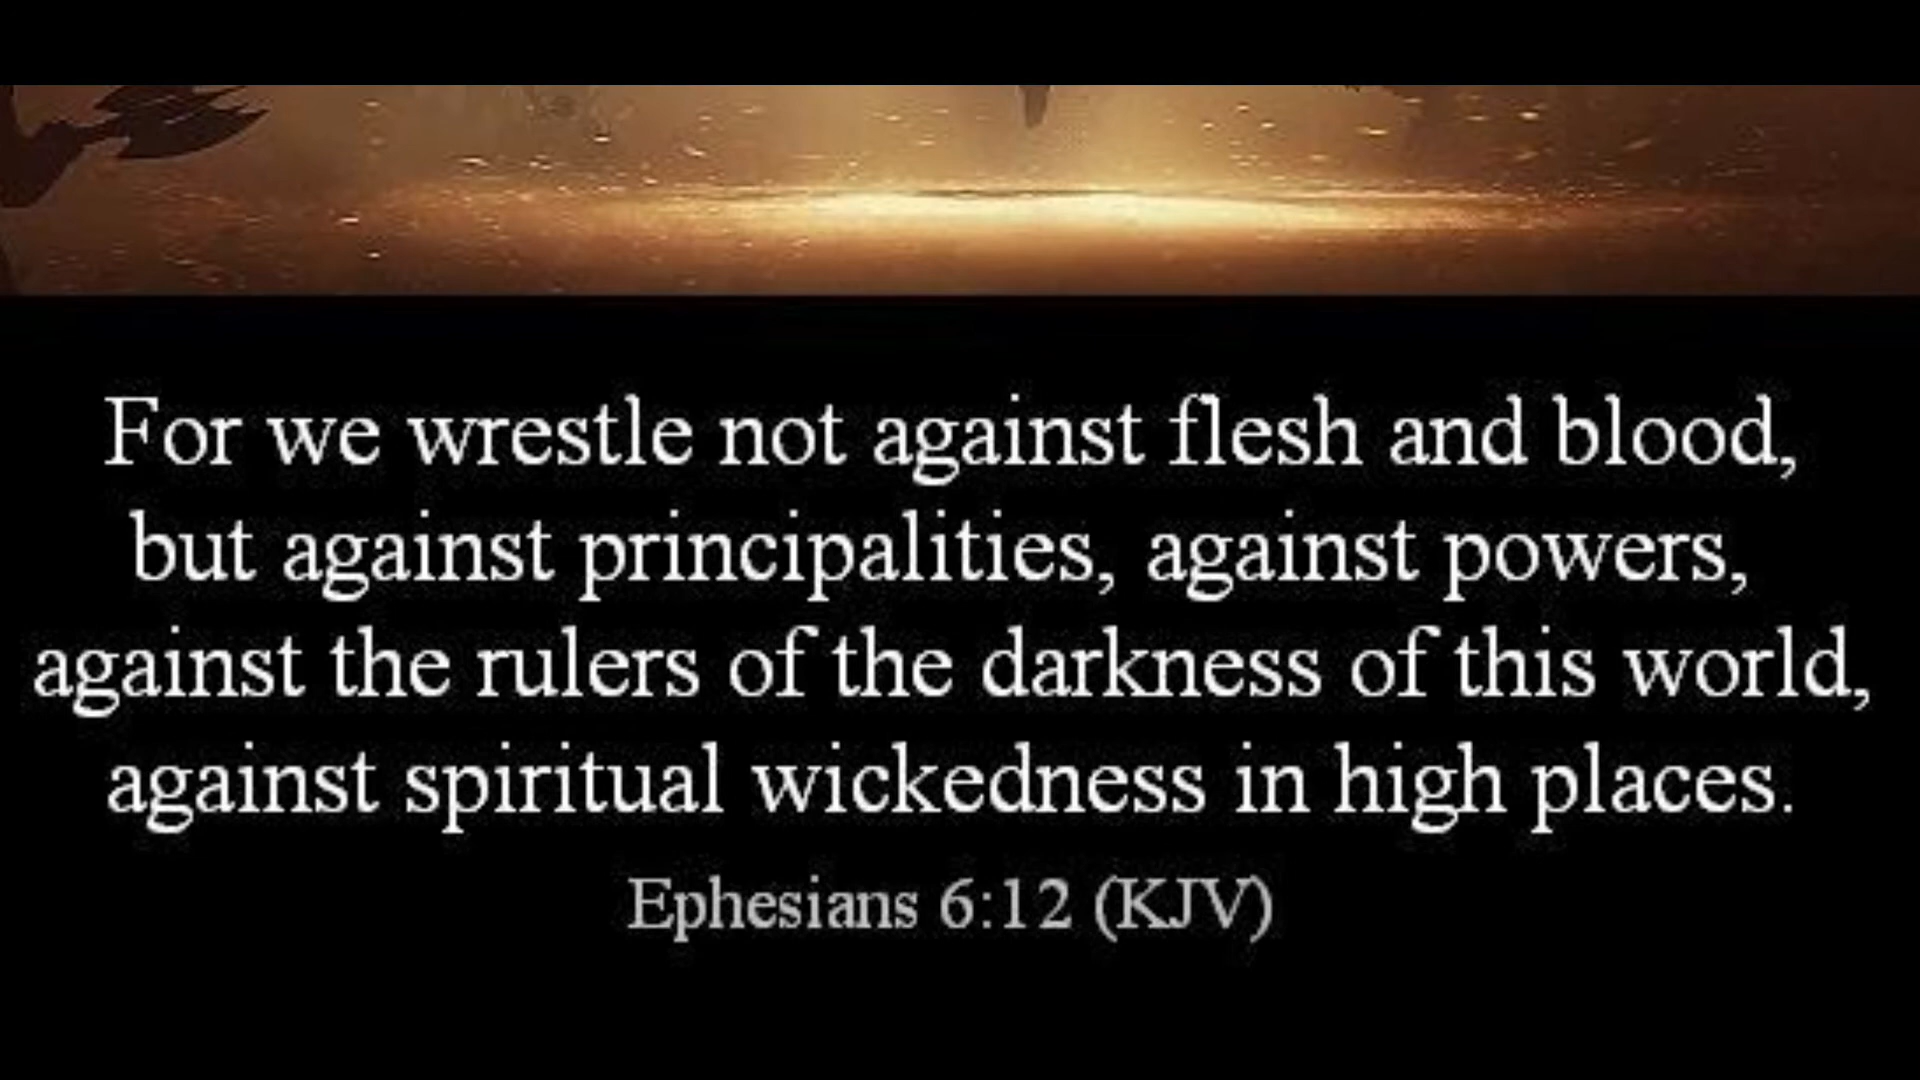 For we wrestle not against flesh and blood,
but against principalities, against powers,
against the rulers of the darkness of this world,
against spiritual wickedness in high places.
Ephesians 6:12 (KJV)